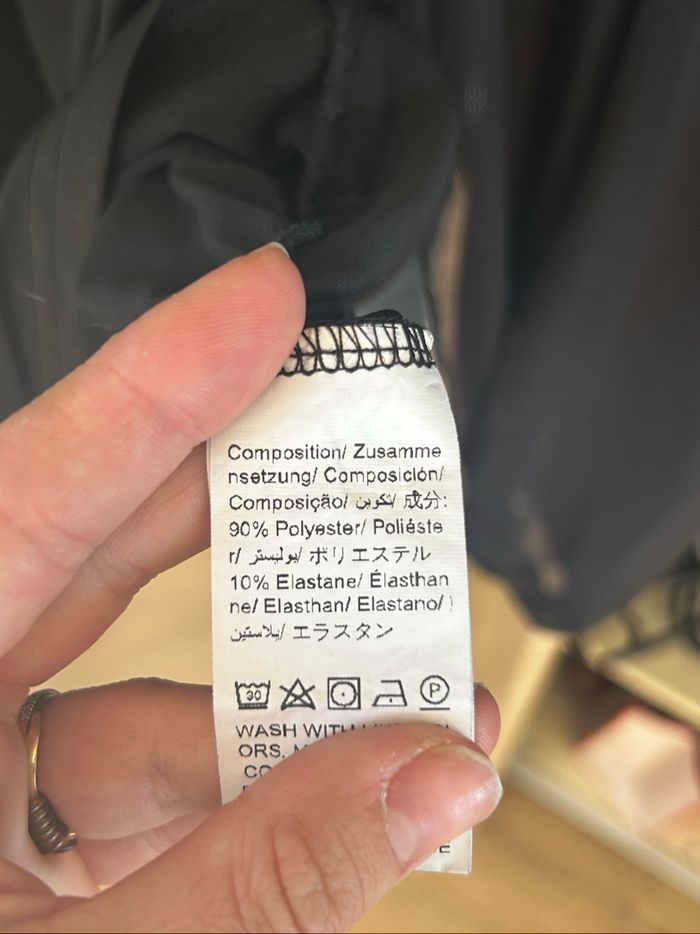 Composition/ Zusamme
nsetzung/ Composición/
Composição/ تكوين/ 成分:
90% Polyester/ Poliéste
r/ بوليستر/ ポリエステル
10% Elastane/ Élasthan
ne/ Elasthan/ Elastano/
إيلاستين/ エラスタン
30 P
WASH WITH
ORS,